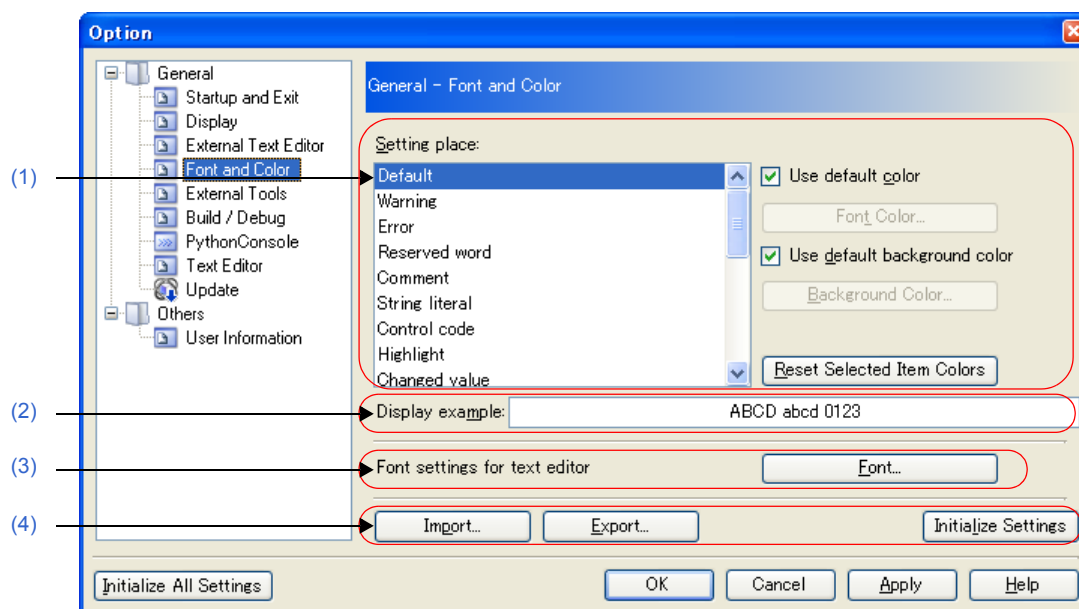 Option
General
Startup and Exit
Display
External Text Editor
Font and Color
External Tools
Build / Debug
PythonConsole
Text Editor
Update
Others
User Information
General - Font and Color
Setting place:
Default
Warning
Error
Reserved word
Comment
String literal
Control code
Highlight
Changed value
Use default color
Font Color...
Use default background color
Background Color...
Reset Selected Item Colors
Display example:
ABCD abcd 0123
Font settings for text editor
Font...
Import...
Export...
Initialize Settings
Initialize All Settings
OK
Cancel
Apply
Help
(1)
(2)
(3)
(4)